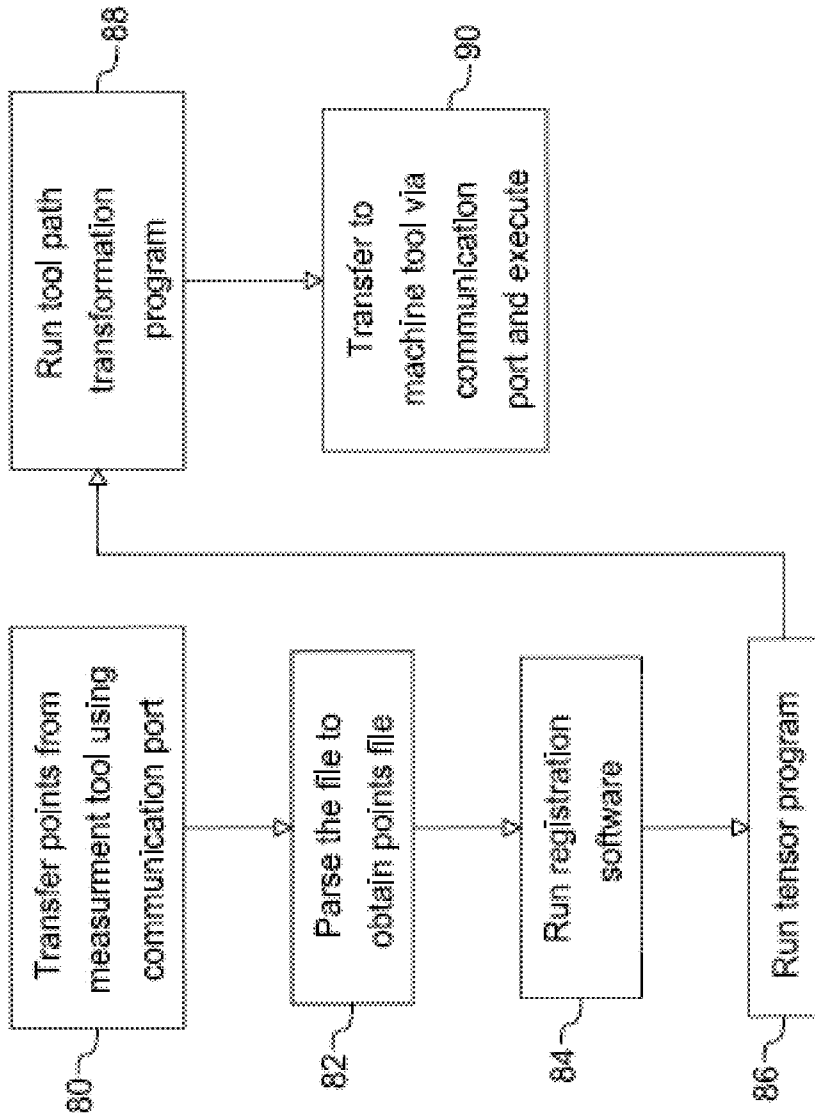 Transfer points from
measurment tool using
communication port
80
Parse the file to
obtain points file
82
Run registration
software
84
Run tensor program
86
Run tool path
transformation
program
88
Transfer to
machine tool via
communication
port and execute
90